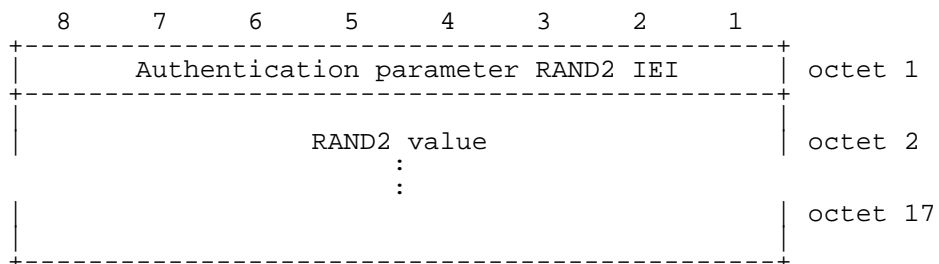 8 7 6 5 4 3 2 1
Authentication parameter RAND2 IEI octet 1
RAND2 value octet 2
:
:
octet 17